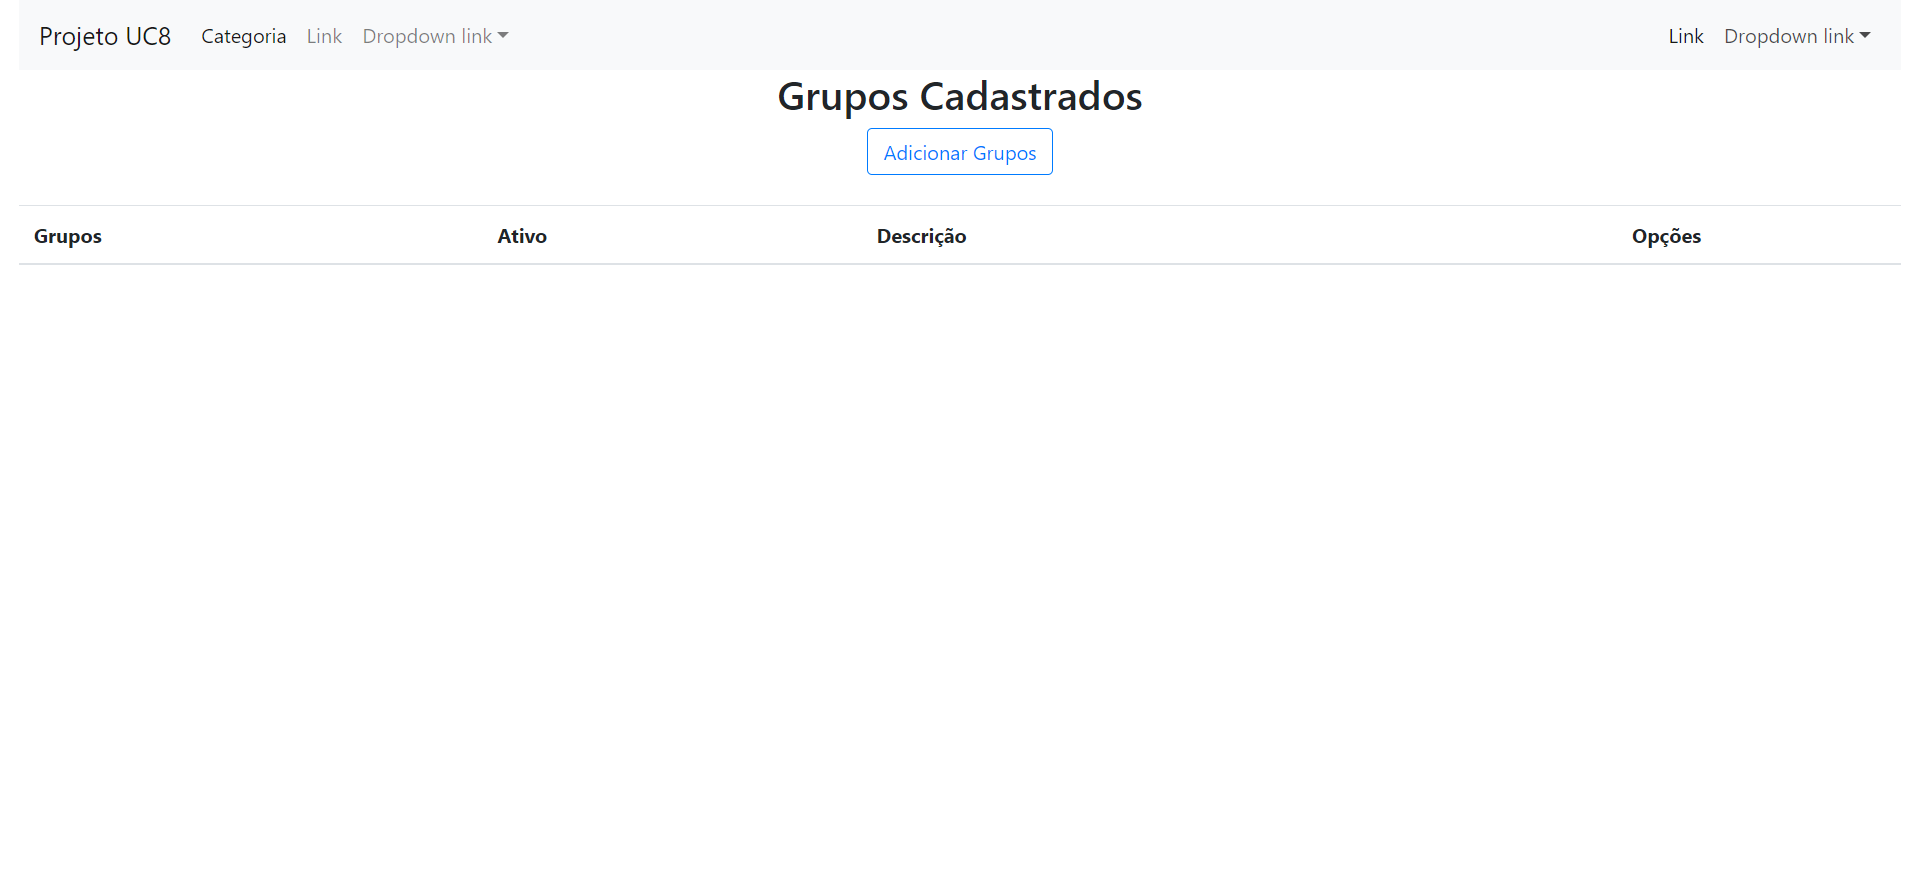 Projeto UC8 Categoria Link Dropdown link Link Dropdown link
Grupos Cadastrados
Adicionar Grupos
Grupos Ativo Descrição Opções